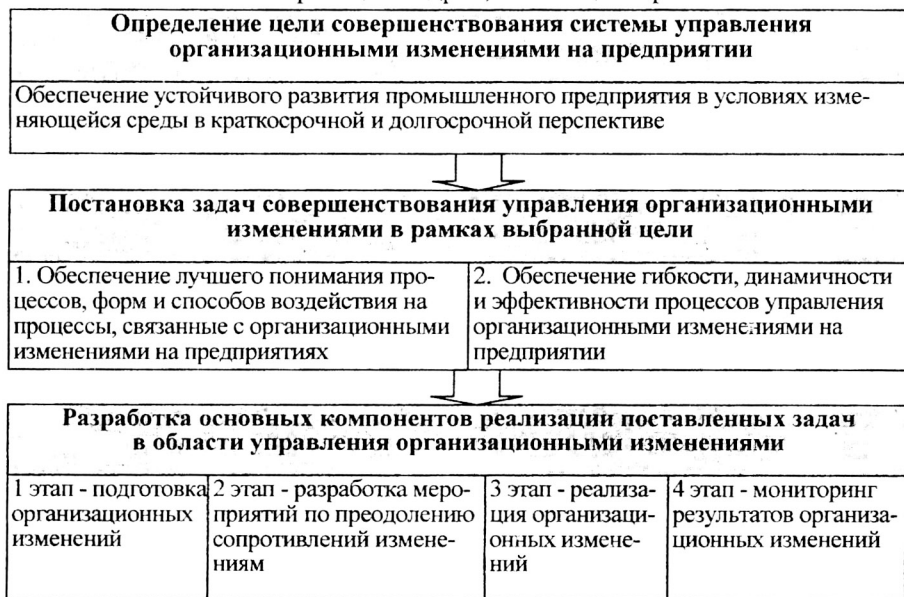 Определение цели совершенствования системы управления
организационными изменениями на предприятии
Обеспечение устойчивого развития промышленного предприятия в условиях изме-
няющейся среды в краткосрочной и долгосрочной перспективе
Постановка задач совершенствования управления организационными
изменениями в рамках выбранной цели
1. Обеспечение лучшего понимания про-
цессов, форм и способов воздействия на
процессы, связанные с организационными
изменениями на предприятиях
2. Обеспечение гибкости, динамичности
и эффективности процессов управления
организационными изменениями на
предприятии
Разработка основных компонентов реализации поставленных задач
в области управления организационными изменениями
1 этап - подготовка
организационных
изменений
2 этап - разработка меро-
приятий по преодолению
сопротивлений измене-
ниям
3 этап - реализа-
ция организаци-
онных измене-
ний
4 этап - мониторинг
результатов организа-
ционных изменений